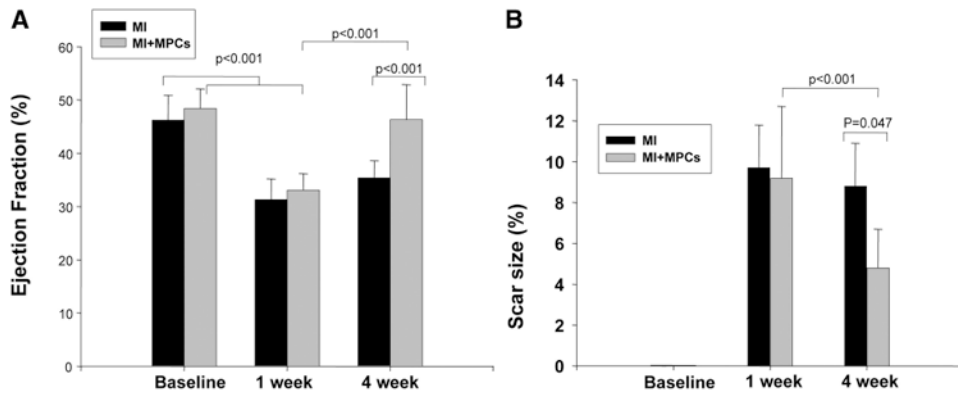 A
MI
MI+MPCs
p<0.001
p<0.001
p<0.001
60
50
40
30
20
10
0
Ejection Fraction (%)
Baseline 1 week 4 week
B
p<0.001
P=0.047
MI
MI+MPCs
14
12
10
8
6
4
2
0
Scar size (%)
Baseline 1 week 4 week